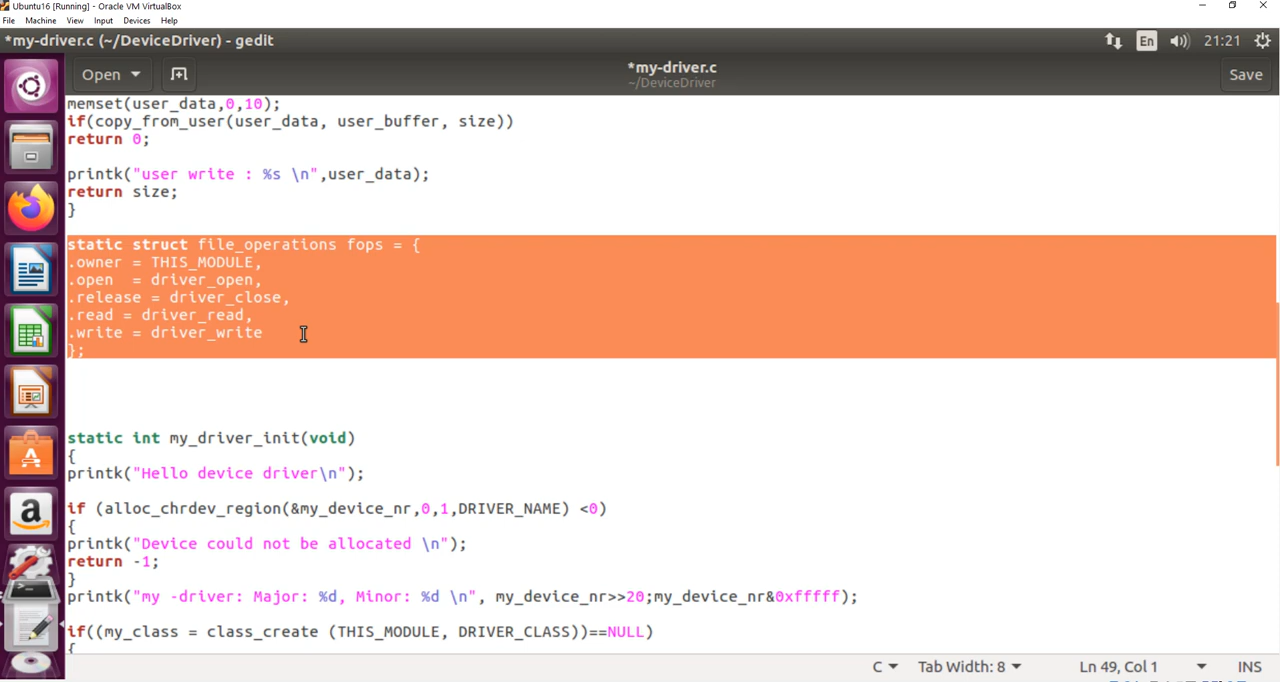 Ubuntu16 [Running] - Oracle VM VirtualBox
File Machine View Input Devices Help
*my-driver.c (~/DeviceDriver) - gedit
En 21:21
Open
*my-driver.c
~/DeviceDriver
Save
memset(user_data,0,10);
if(copy_from_user(user_data, user_buffer, size))
return 0;
printk("user write : %s \n",user_data);
return size;
}
static struct file_operations fops = {
.owner = THIS_MODULE,
.open = driver_open,
.release = driver_close,
.read = driver_read,
.write = driver_write
};
static int my_driver_init(void)
{
printk("Hello device driver\n");
if (alloc_chrdev_region(&my_device_nr,0,1,DRIVER_NAME) <0)
{
printk("Device could not be allocated \n");
return -1;
}
printk("my -driver: Major: %d, Minor: %d \n", my_device_nr>>20;my_device_nr&0xfffff);
if((my_class = class_create (THIS_MODULE, DRIVER_CLASS))==NULL)
{
C Tab Width: 8 Ln 49, Col 1 INS